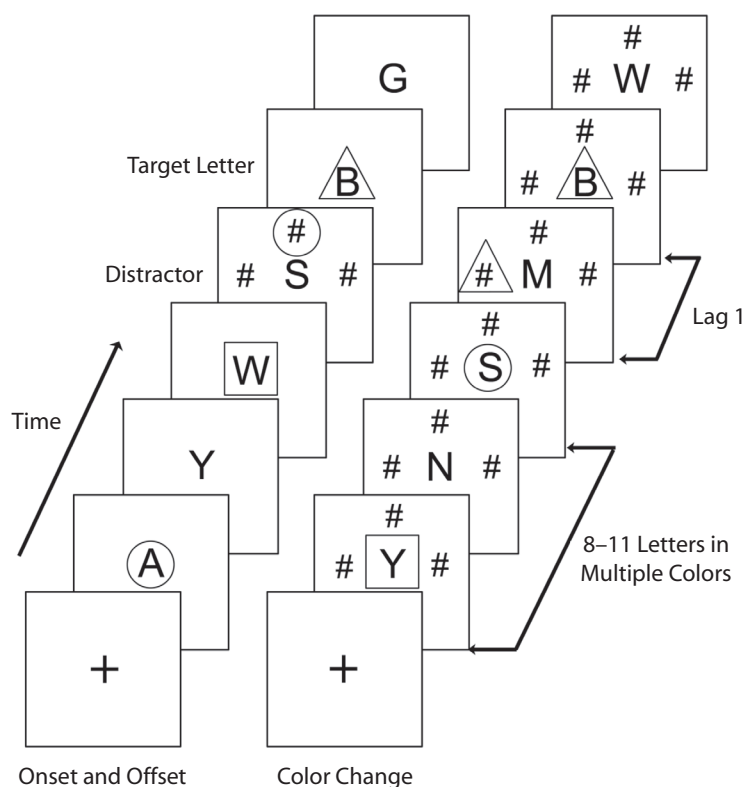 G
# 
W
# #
Target Letter
B
#
# B #
#
Distractor
# S #
#
# M #
Lag 1
W
#
# S #
Time
Y
#
# N #
A
#
# Y #
8–11 Letters in
Multiple Colors
+
+
Onset and Offset
Color Change